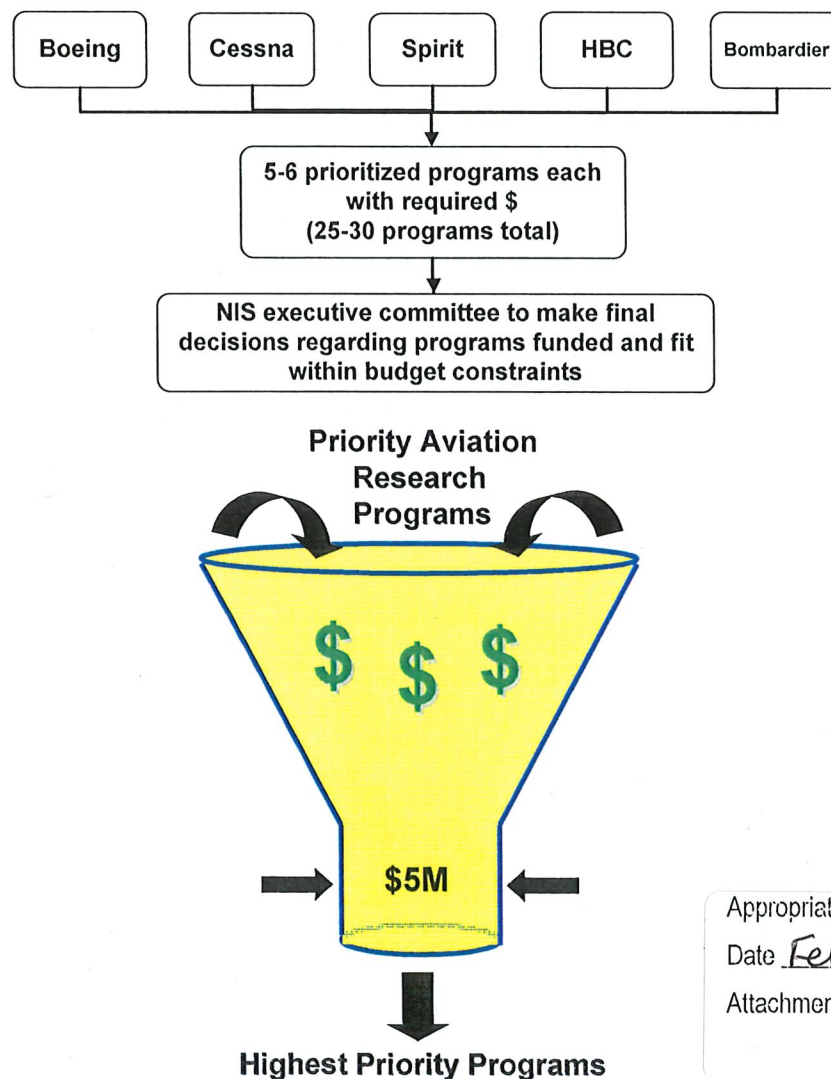 Boeing
Cessna
Spirit
HBC
Bombardier
5-6 prioritized programs each
with required $
(25-30 programs total)
NIS executive committee to make final
decisions regarding programs funded and fit
within budget constraints
Priority Aviation
Research
Programs
$ $ $
$5M
Highest Priority Programs
Date